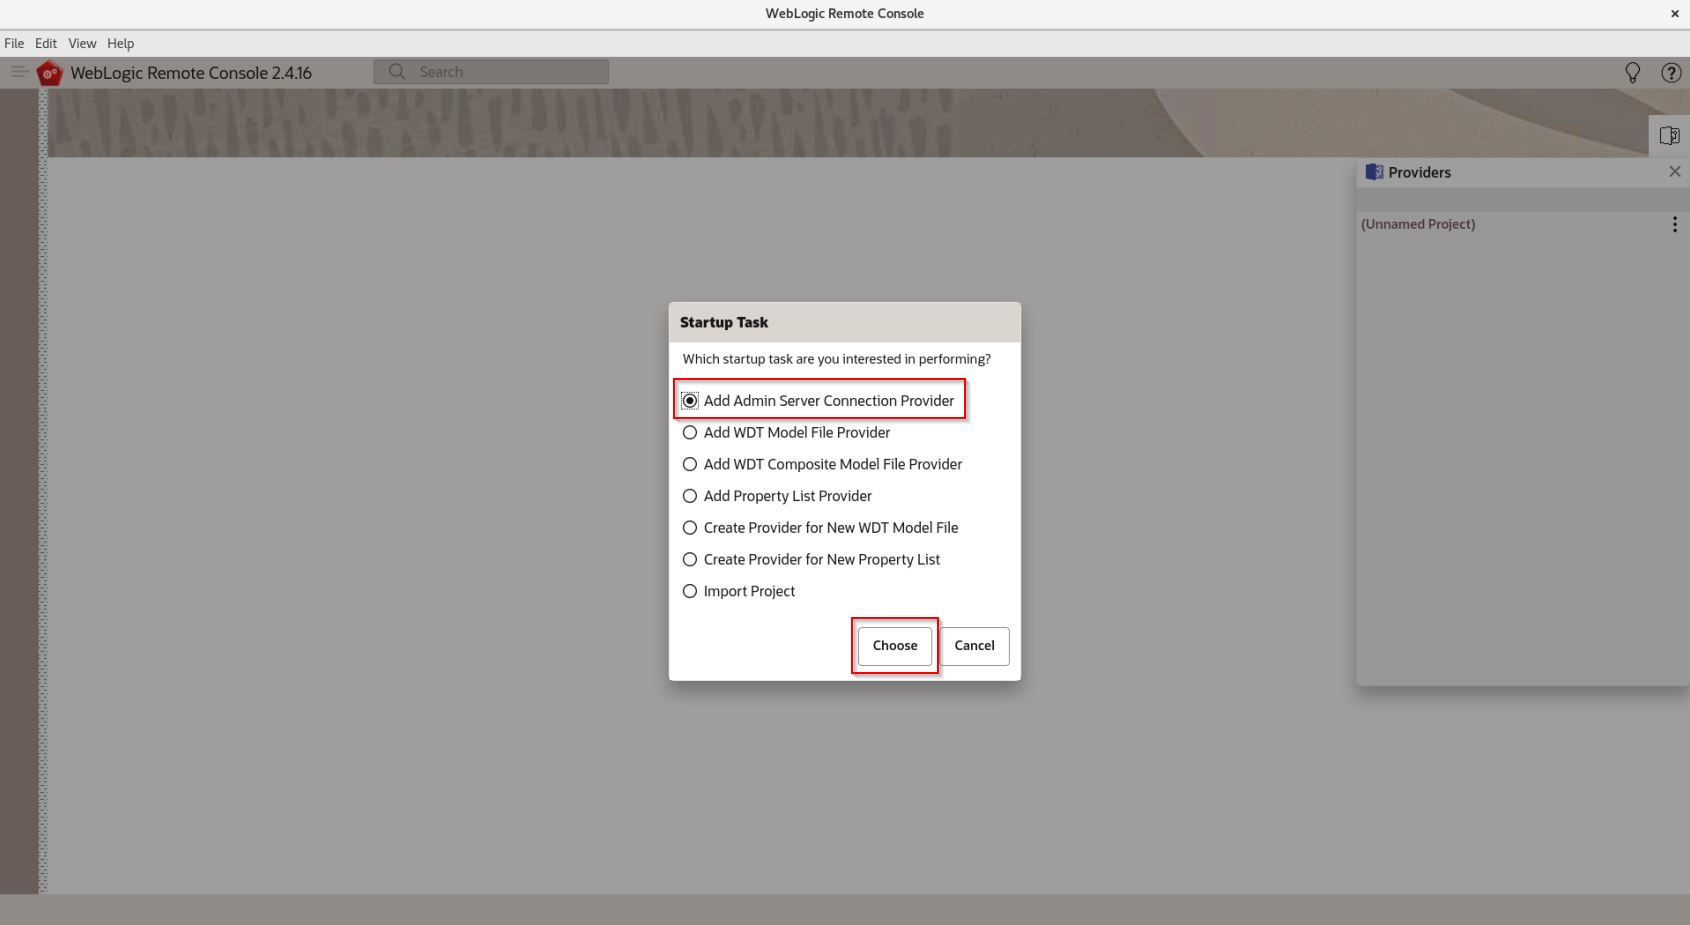 WebLogic Remote Console
File Edit View Help
WebLogic Remote Console 2.4.16
Search
Providers
(Unnamed Project)
Startup Task
Which startup task are you interested in performing?
Add Admin Server Connection Provider
Add WDT Model File Provider
Add WDT Composite Model File Provider
Add Property List Provider
Create Provider for New WDT Model File
Create Provider for New Property List
Import Project
Choose Cancel